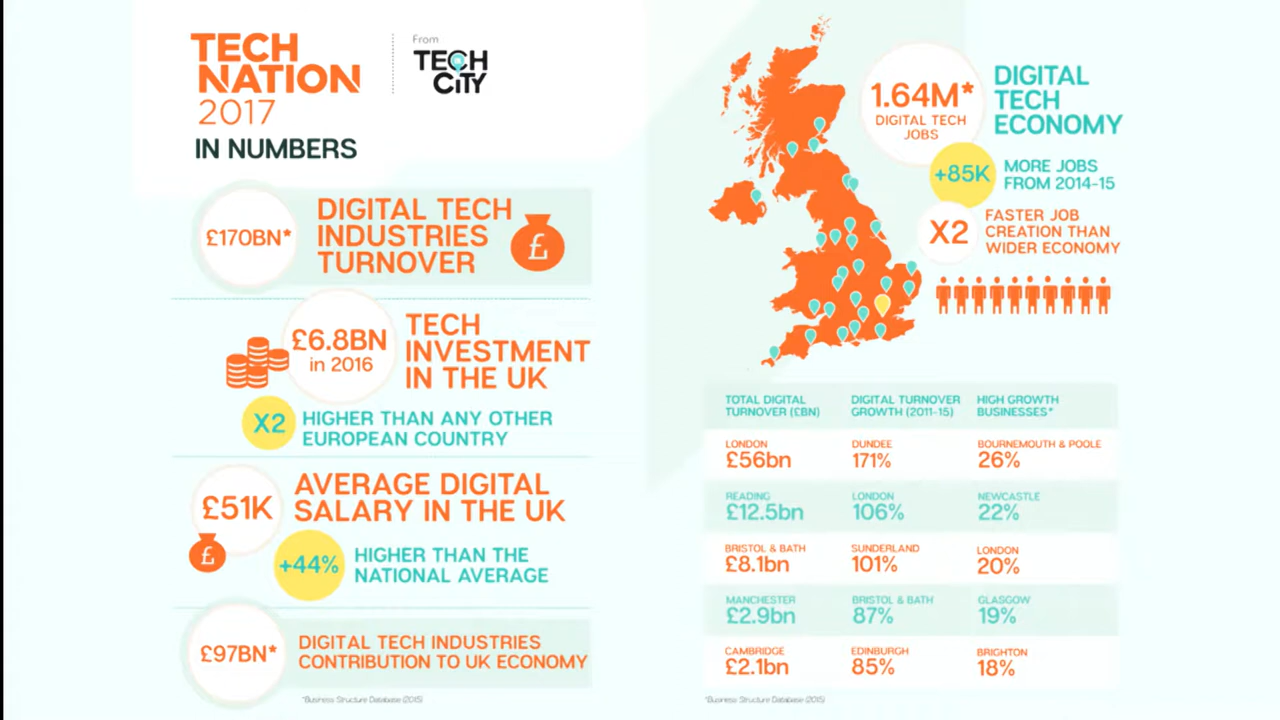 TECH
NATION
2017
IN NUMBERS
From
TECH
CITY
£170BN*
DIGITAL TECH
INDUSTRIES
TURNOVER
£
£6.8BN
in 2016
TECH
INVESTMENT
IN THE UK
X2
HIGHER THAN ANY OTHER
EUROPEAN COUNTRY
£51K
AVERAGE DIGITAL
SALARY IN THE UK
£
+44%
HIGHER THAN THE
NATIONAL AVERAGE
£97BN*
DIGITAL TECH INDUSTRIES
CONTRIBUTION TO UK ECONOMY
*Business Structure Database (2015)
1.64M*
DIGITAL TECH
JOBS
DIGITAL
TECH
ECONOMY
+85K
MORE JOBS
FROM 2014-15
X2
FASTER JOB
CREATION THAN
WIDER ECONOMY
TOTAL DIGITAL
TURNOVER (£BN)
DIGITAL TURNOVER
GROWTH (2011-15)
HIGH GROWTH
BUSINESSES*
LONDON
£56bn
DUNDEE
171%
BOURNEMOUTH & POOLE
26%
READING
£12.5bn
LONDON
106%
NEWCASTLE
22%
BRISTOL & BATH
£8.1bn
SUNDERLAND
101%
LONDON
20%
MANCHESTER
£2.9bn
BRISTOL & BATH
87%
GLASGOW
19%
CAMBRIDGE
£2.1bn
EDINBURGH
85%
BRIGHTON
18%
*Business Structure Database (2015)